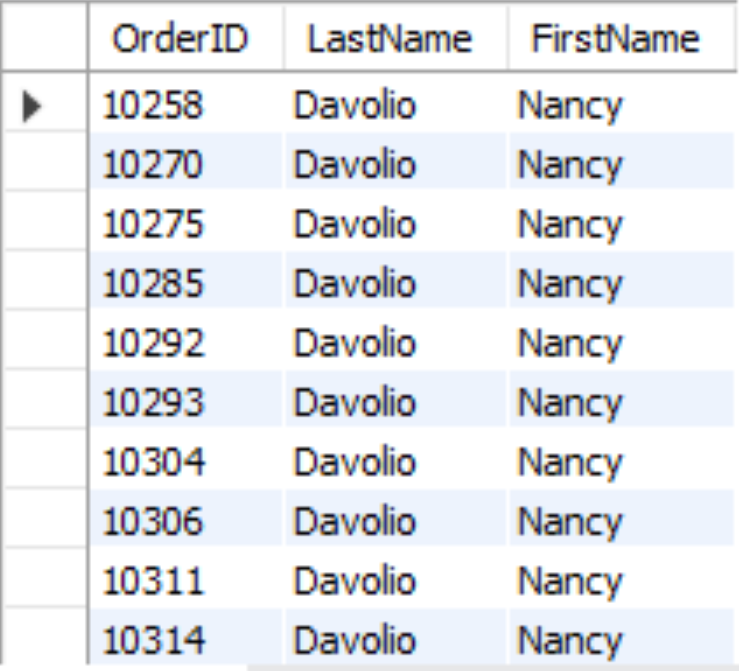 OrderID LastName FirstName
10258 Davolio Nancy
10270 Davolio Nancy
10275 Davolio Nancy
10285 Davolio Nancy
10292 Davolio Nancy
10293 Davolio Nancy
10304 Davolio Nancy
10306 Davolio Nancy
10311 Davolio Nancy
10314 Davolio Nancy